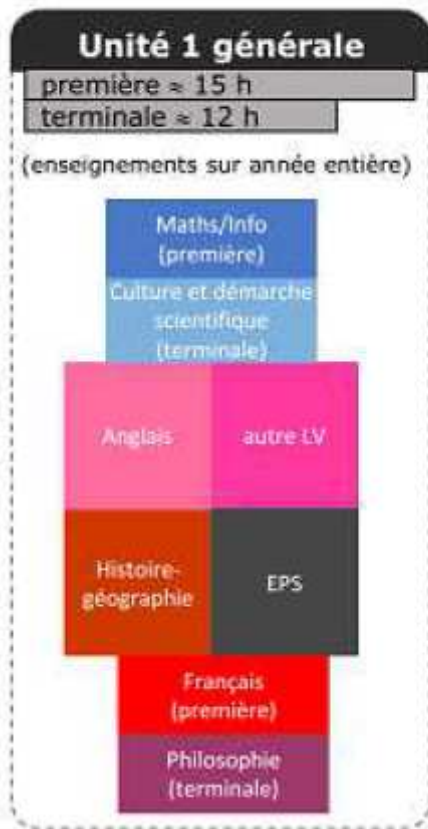 Unité 1 générale
première ≈ 15 h
terminale ≈ 12 h
(enseignements sur année entière)
Maths/Info
(première)
Culture et démarche
scientifique
(terminale)
Anglais
autre LV
Histoire-
géographie
EPS
Français
(première)
Philosophie
(terminale)